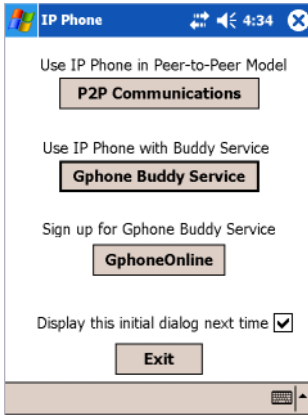 IP Phone 4:34
Use IP Phone in Peer-to-Peer Model
P2P Communications
Use IP Phone with Buddy Service
Gphone Buddy Service
Sign up for Gphone Buddy Service
GphoneOnline
Display this initial dialog next time
Exit